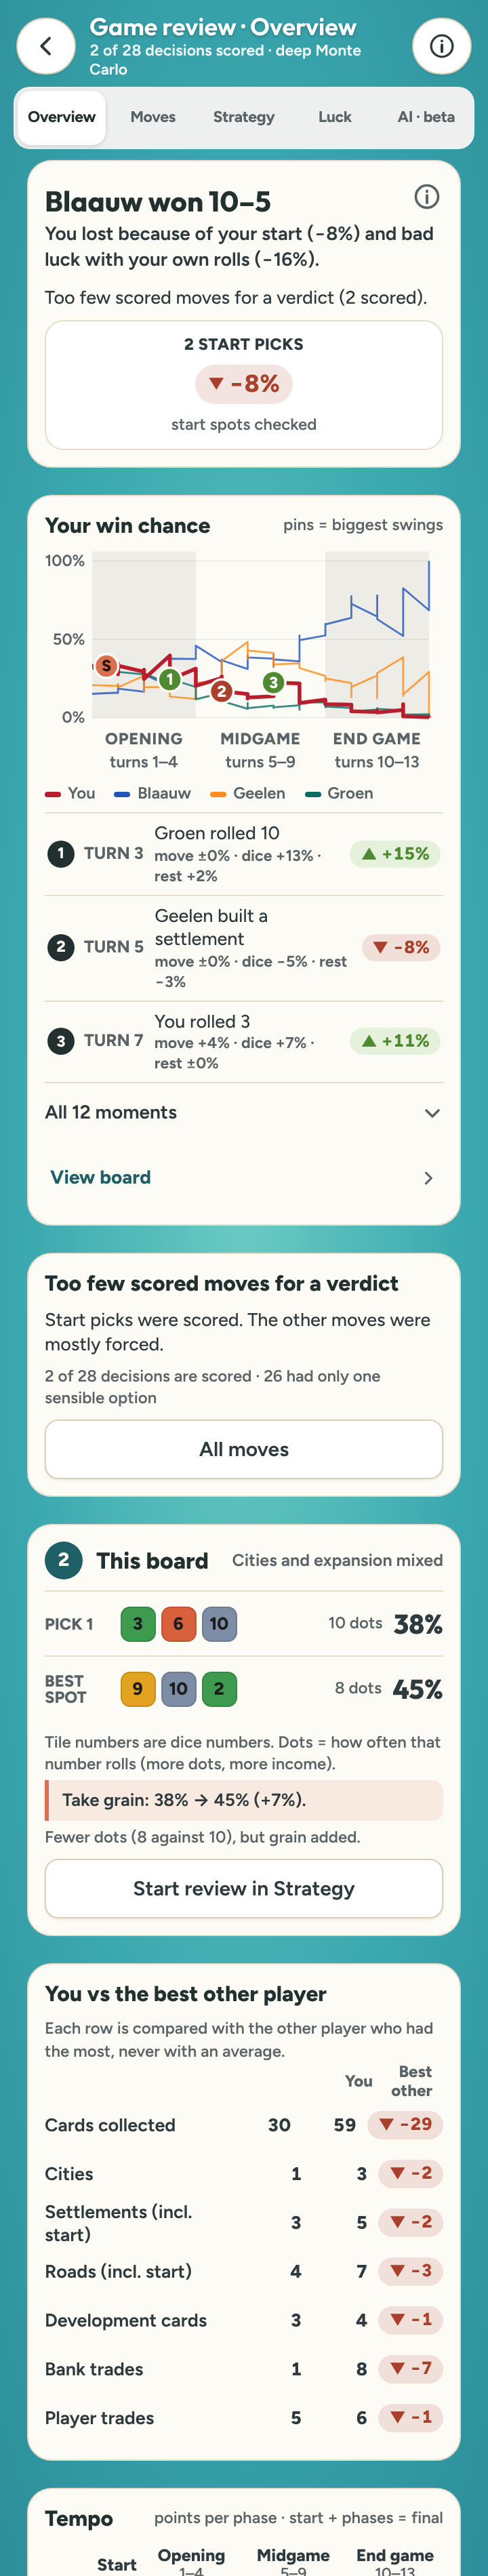 Game review · Overview
2 of 28 decisions scored · deep Monte
Carlo
Overview Moves Strategy Luck AI · beta
Blaauw won 10–5
You lost because of your start (−8%) and bad
luck with your own rolls (−16%).
Too few scored moves for a verdict (2 scored).
2 START PICKS
▼ −8%
start spots checked
Your win chance pins = biggest swings
100%
50%
0%
S 1 2 3
OPENING MIDGAME END GAME
turns 1–4 turns 5–9 turns 10–13
You Blaauw Geelen Groen
1 TURN 3 Groen rolled 10 ▲ +15%
move ±0% · dice +13% ·
rest +2%
2 TURN 5 Geelen built a
settlement ▼ −8%
move ±0% · dice −5% · rest
−3%
3 TURN 7 You rolled 3 ▲ +11%
move +4% · dice +7% ·
rest ±0%
All 12 moments
View board
Too few scored moves for a verdict
Start picks were scored. The other moves were
mostly forced.
2 of 28 decisions are scored · 26 had only one
sensible option
All moves
2 This board Cities and expansion mixed
PICK 1 3 6 10 10 dots 38%
BEST
SPOT 9 10 2 8 dots 45%
Tile numbers are dice numbers. Dots = how often that
number rolls (more dots, more income).
Take grain: 38% → 45% (+7%).
Fewer dots (8 against 10), but grain added.
Start review in Strategy
You vs the best other player
Each row is compared with the other player who had
the most, never with an average.
You Best
other
Cards collected 30 59 ▼ −29
Cities 1 3 ▼ −2
Settlements (incl.
start) 3 5 ▼ −2
Roads (incl. start) 4 7 ▼ −3
Development cards 3 4 ▼ −1
Bank trades 1 8 ▼ −7
Player trades 5 6 ▼ −1
Tempo points per phase · start + phases = final
Start Opening Midgame End game
1–4 5–9 10–13